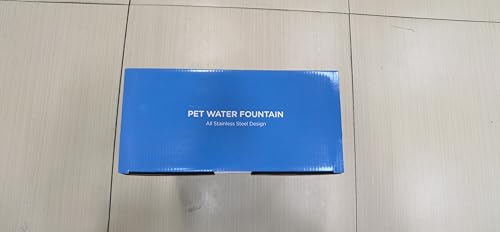 PET WATER FOUNTAIN
All Stainless Steel Design